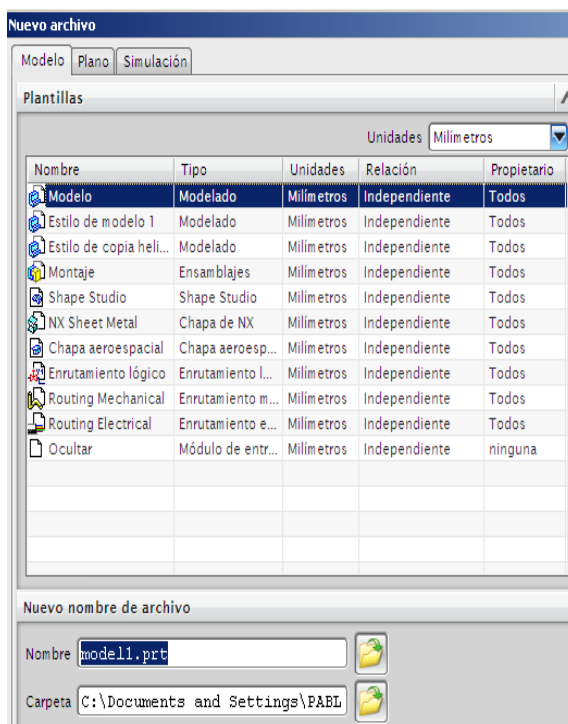 Nuevo archivo
Modelo Plano Simulación
Plantillas
Unidades Milímetros
Nombre Tipo Unidades Relación Propietario
Modelo Modelado Milímetros Independiente Todos
Estilo de modelo 1 Modelado Milímetros Independiente Todos
Estilo de copia heli... Modelado Milímetros Independiente Todos
Montaje Ensamblajes Milímetros Independiente Todos
Shape Studio Shape Studio Milímetros Independiente Todos
NX Sheet Metal Chapa de NX Milímetros Independiente Todos
Chapa aeroespacial Chapa aeroesp... Milímetros Independiente Todos
Enrutamiento lógico Enrutamiento l... Milímetros Independiente Todos
Routing Mechanical Enrutamiento m... Milímetros Independiente Todos
Routing Electrical Enrutamiento e... Milímetros Independiente Todos
Ocultar Módulo de entr... Milímetros Independiente ninguna
Nuevo nombre de archivo
Nombre model1.prt
Carpeta C:\Documents and Settings\PABL